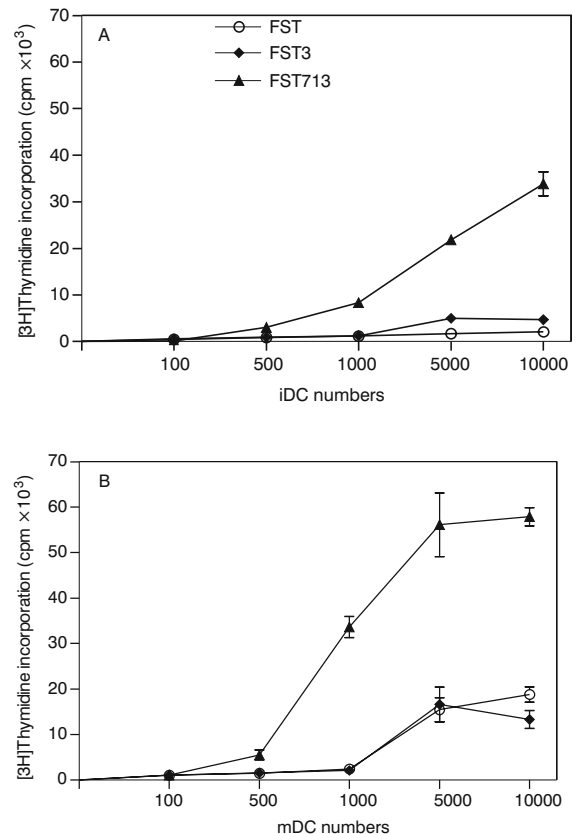 A
FST
FST3
FST713
[3H]Thymidine incorporation (cpm ×10³)
70
60
50
40
30
20
10
0
100 500 1000 5000 10000
iDC numbers
B
[3H]Thymidine incorporation (cpm ×10³)
70
60
50
40
30
20
10
0
100 500 1000 5000 10000
mDC numbers